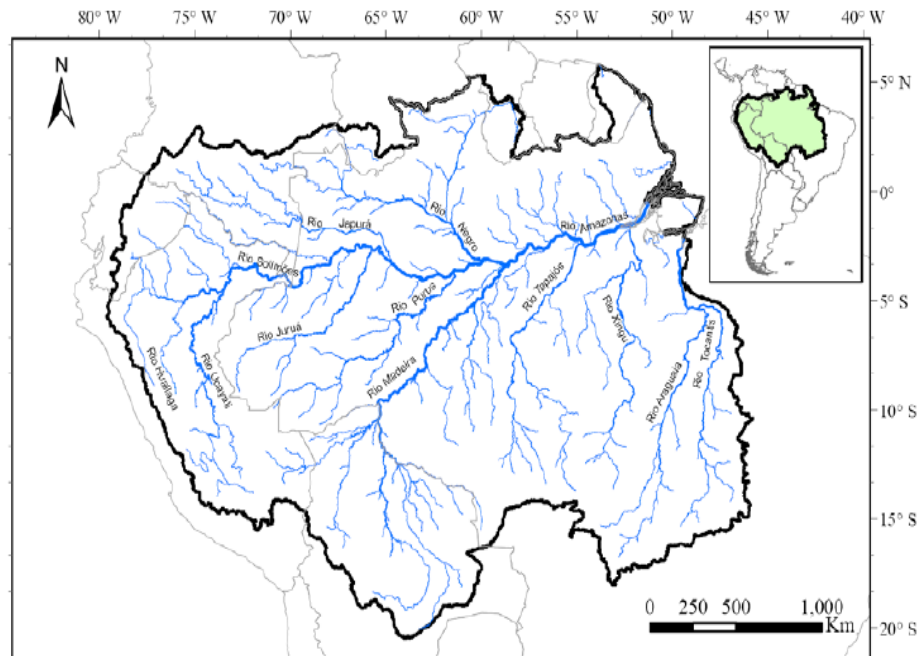 80° W 75° W 70° W 65° W 60° W 55° W 50° W 45° W 40° W
N
5° N
0°
5° S
10° S
15° S
20° S
Rio Japurá
Rio Negro
Rio Amazonas
Rio Solimões
Rio Purus
Rio Tapajós
Rio Juruá
Rio Xingu
Rio Madeira
Rio Huallaga
Rio Ucayali
Rio Araguaia
Rio Tocantis
0 250 500 1,000
Km